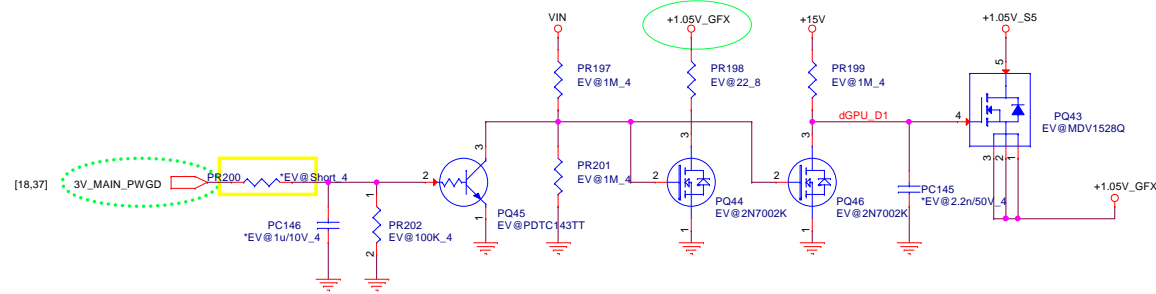 VIN
+1.05V_GFX
+15V
+1.05V_S5
PR197
EV@1M_4
PR198
EV@22_8
PR199
EV@1M_4
5
dGPU_D1
4
PQ43
EV@MDV1528Q
3
2
1
[18,37]
3V_MAIN_PWGD
PR200
*EV@Short_4
2
3
1
PQ45
EV@PDTC143TT
PR201
EV@1M_4
2
3
1
PQ44
EV@2N7002K
2
3
1
PQ46
EV@2N7002K
PC145
*EV@2.2n/50V_4
+1.05V_GFX
PC146
*EV@1u/10V_4
1
2
PR202
EV@100K_4